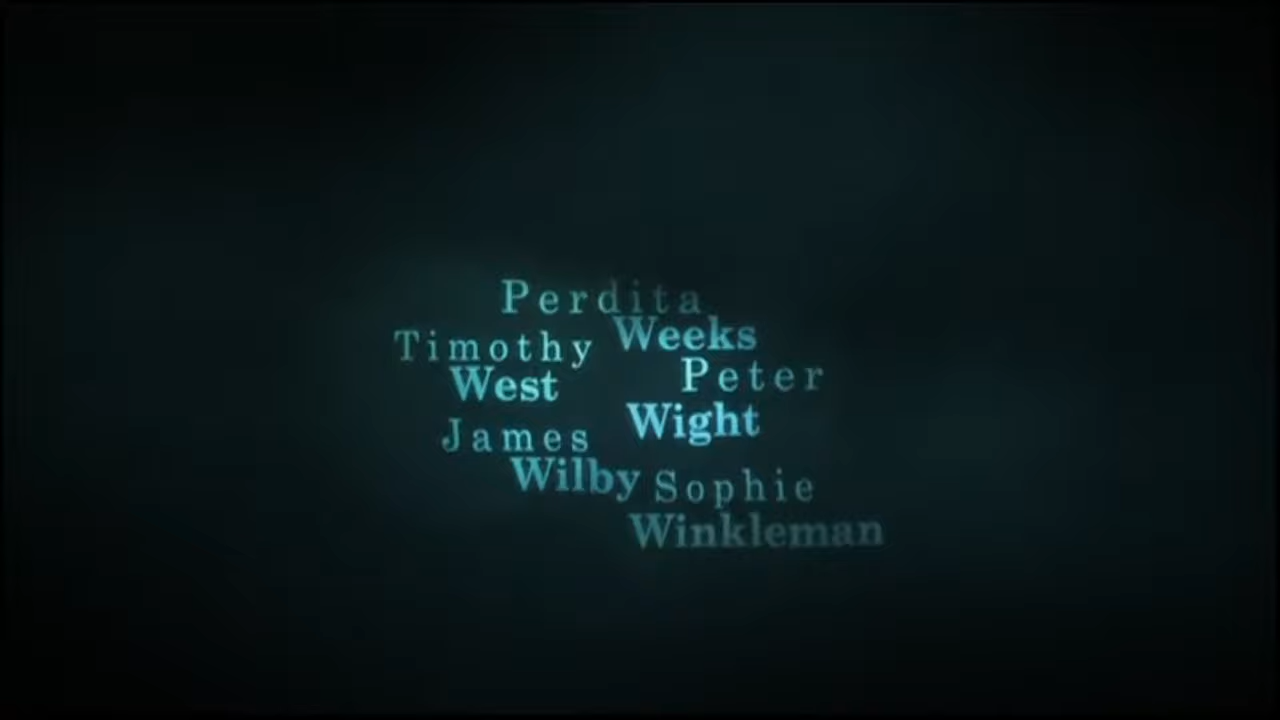 Perdita
Weeks
Timothy
West
Peter
Wight
James
Wilby
Sophie
Winkleman